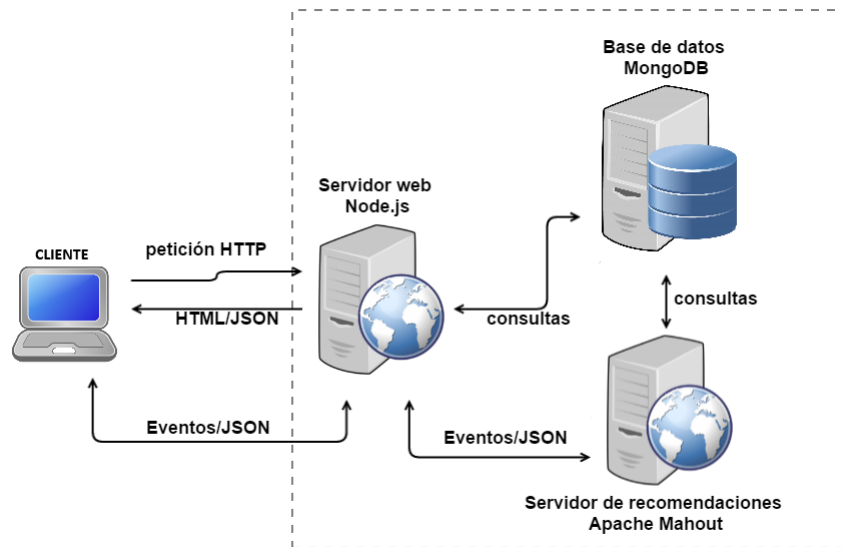 Base de datos
MongoDB
Servidor web
Node.js
CLIENTE
petición HTTP
HTML/JSON
consultas
consultas
Eventos/JSON
Eventos/JSON
Servidor de recomendaciones
Apache Mahout